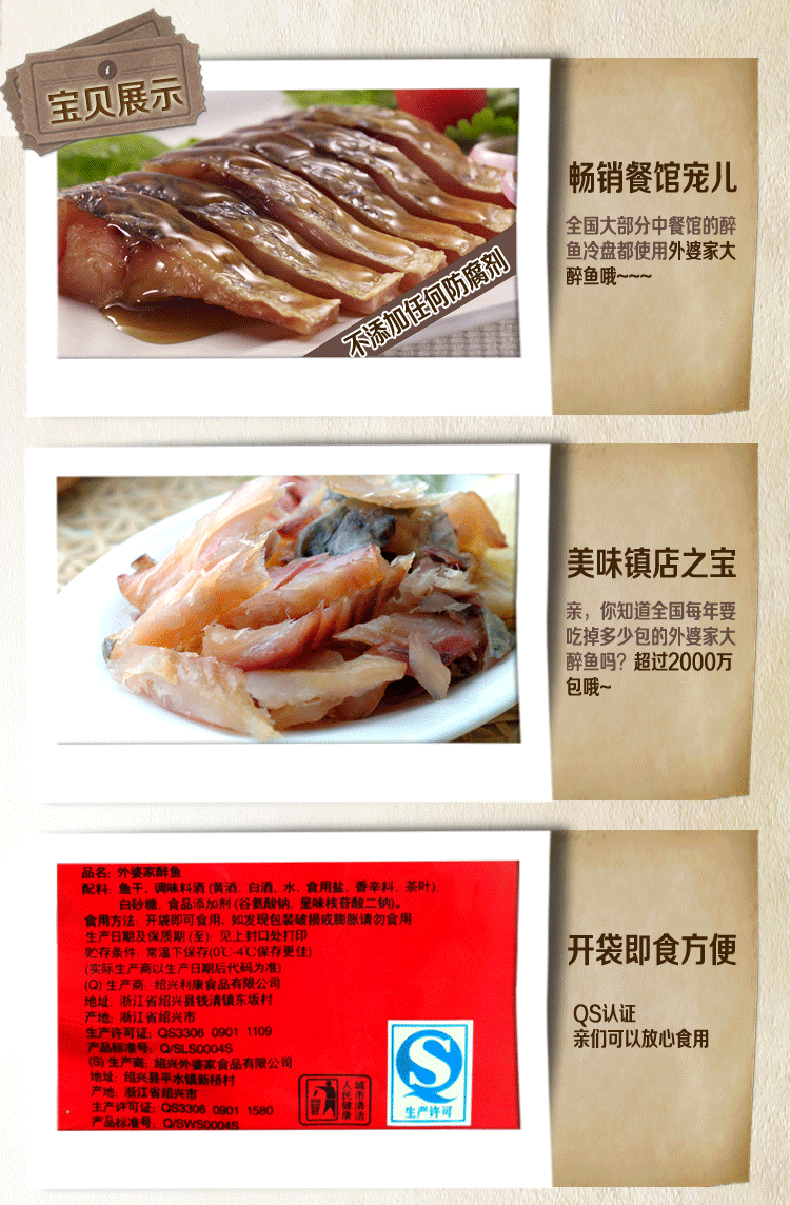 宝贝展示
不添加任何防腐剂
畅销餐馆宠儿
全国大部分中餐馆的醉
鱼冷盘都使用外婆家大
醉鱼哦~~~
美味镇店之宝
亲，你知道全国每年要
吃掉多少包的外婆家大
醉鱼吗？超过2000万
包哦~
品名：外婆家醉鱼
配料：鱼干、调味料酒 (黄酒、白酒、水、食用盐、香辛料、茶叶)
白砂糖、食品添加剂 (谷氨酸钠、呈味核苷酸二钠)。
食用方法：开袋即可食用，如发现包装破损或膨胀请勿食用
生产日期及保质期 (至)：见上封口处打印
贮存条件：常温下保存(0℃-4℃保存更佳)
(实际生产商以生产日期后代码为准)
(Q) 生产商：绍兴利康食品有限公司
地址：浙江省绍兴县钱清镇东坂村
产地：浙江省绍兴市
生产许可证：QS3306 0901 1109
产品标准号：Q/SLS0004S
(S) 生产商：绍兴外婆家食品有限公司
地址：绍兴县平水镇新桥村
产地：浙江省绍兴市
生产许可证：QS3306 0901 1580
产品标准号：Q/SWS0004S
城市清洁
人民健康
生产许可
开袋即食方便
QS认证
亲们可以放心食用